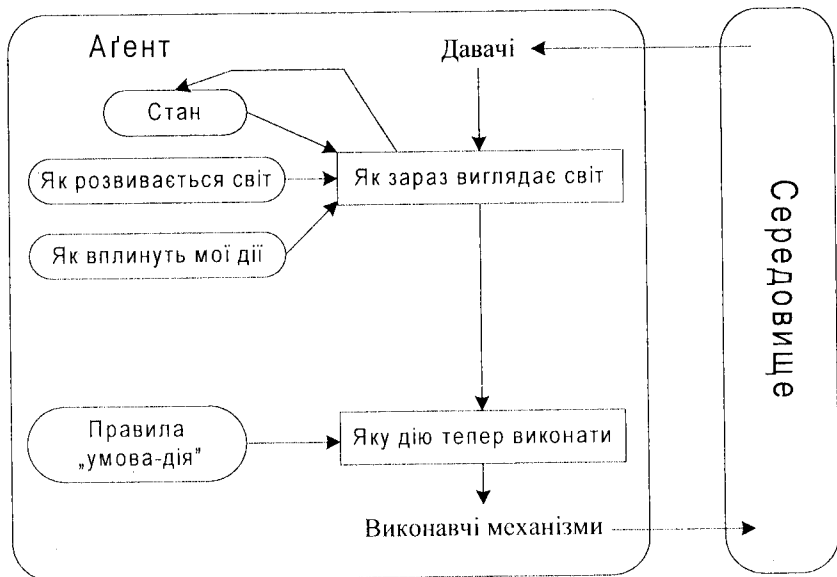 Аґент
Давачі
Стан
Як розвивається світ
Як зараз виглядає світ
Як вплинуть мої дії
Середовище
Правила
„умова-дія”
Яку дію тепер виконати
Виконавчі механізми